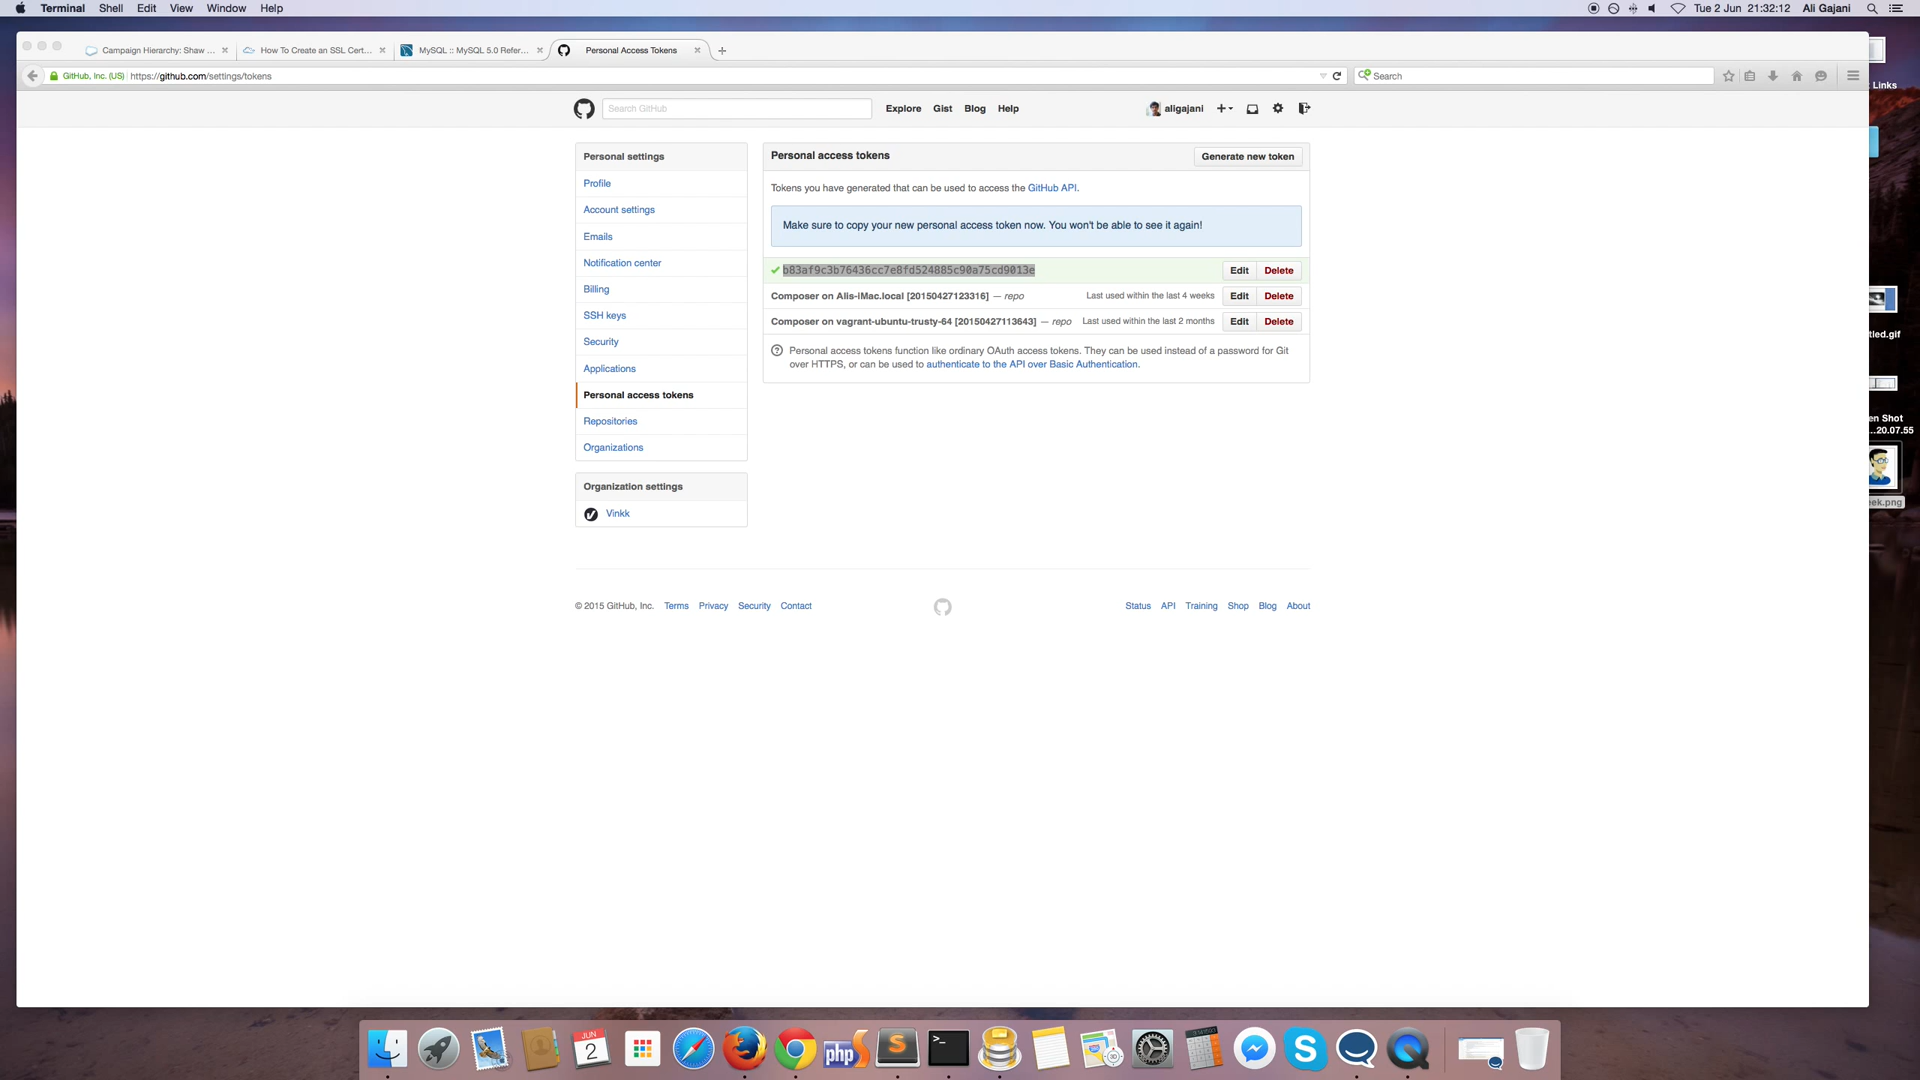 Terminal Shell Edit View Window Help
Tue 2 Jun 21:32:12 Ali Gajani
Campaign Hierarchy: Shaw ...
How To Create an SSL Cert...
MySQL :: MySQL 5.0 Refer...
Personal Access Tokens
GitHub, Inc. (US) https://github.com/settings/tokens
Search
Links
Search GitHub
Explore Gist Blog Help
aligajani
Personal settings
Profile
Account settings
Emails
Notification center
Billing
SSH keys
Security
Applications
Personal access tokens
Repositories
Organizations
Organization settings
Vinkk
Personal access tokens
Generate new token
Tokens you have generated that can be used to access the GitHub API.
Make sure to copy your new personal access token now. You won't be able to see it again!
b83af9c3b76436cc7e8fd524885c90a75cd9013e Edit Delete
Composer on Alis-iMac.local [20150427123316] — repo Last used within the last 4 weeks Edit Delete
Composer on vagrant-ubuntu-trusty-64 [20150427113643] — repo Last used within the last 2 months Edit Delete
Personal access tokens function like ordinary OAuth access tokens. They can be used instead of a password for Git
over HTTPS, or can be used to authenticate to the API over Basic Authentication.
tled.gif
en Shot
...20.07.55
eek.png
© 2015 GitHub, Inc. Terms Privacy Security Contact
Status API Training Shop Blog About
JUN
2
php
S
>_
S